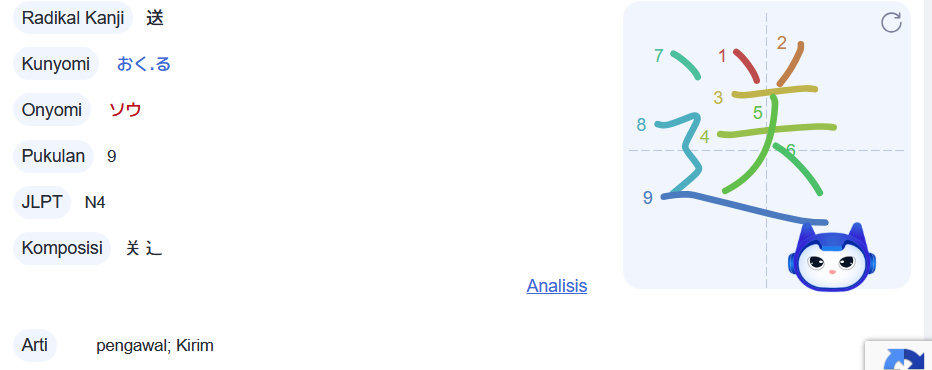 Radikal Kanji 送
Kunyomi おく.る
Onyomi ソウ
Pukulan 9
JLPT N4
Komposisi 关 辶
Analisis
Arti pengawal; Kirim
1
2
3
4
5
6
7
8
9